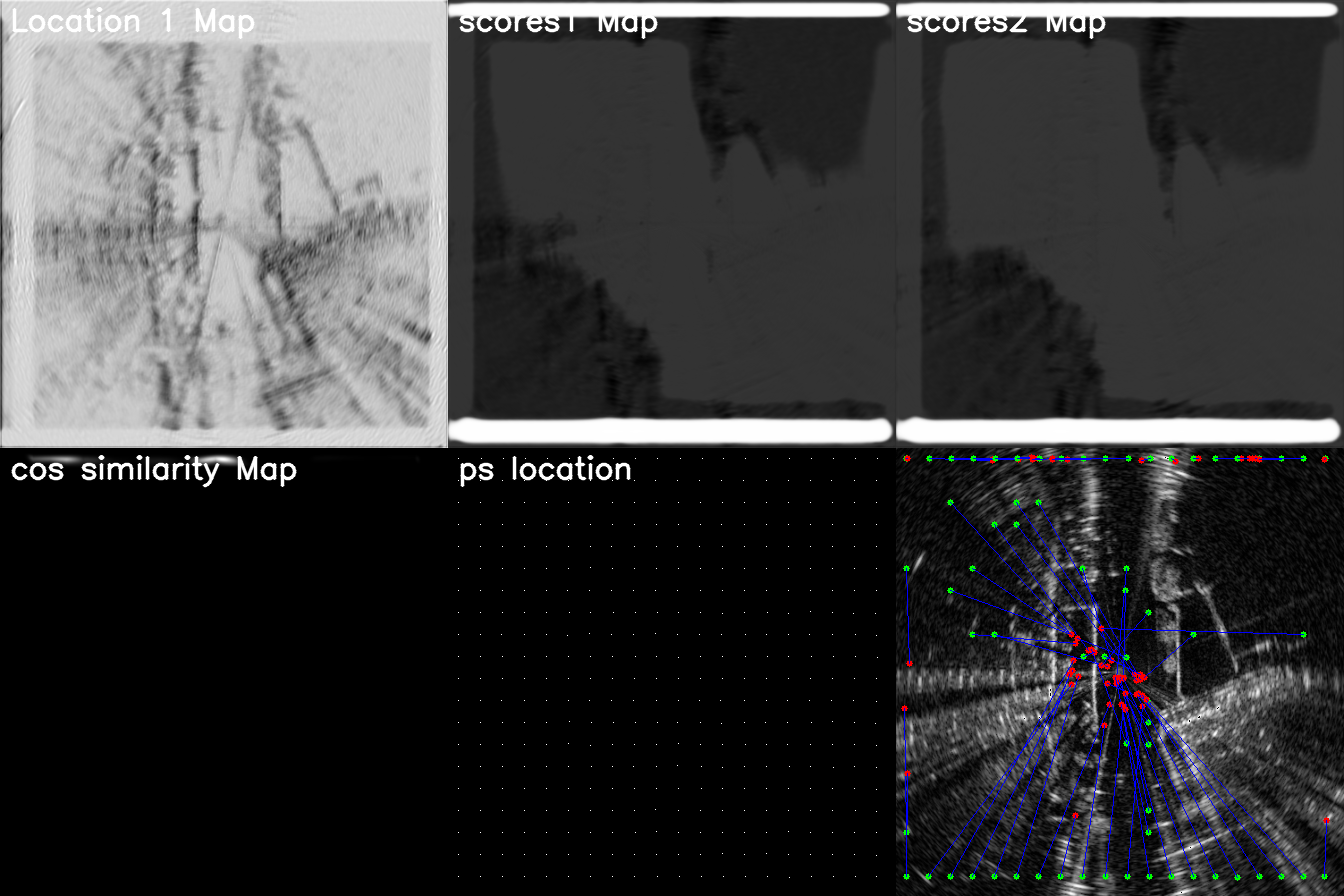 Location 1 Map
scores1 Map
scores2 Map
cos similarity Map
ps location